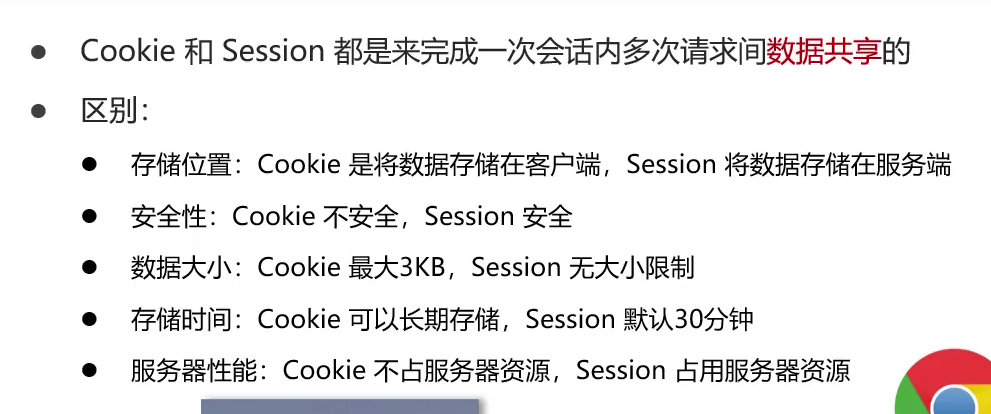 Cookie 和 Session 都是来完成一次会话内多次请求间数据共享的
区别：
存储位置：Cookie 是将数据存储在客户端，Session 将数据存储在服务端
安全性：Cookie 不安全，Session 安全
数据大小：Cookie 最大3KB，Session 无大小限制
存储时间：Cookie 可以长期存储，Session 默认30分钟
服务器性能：Cookie 不占服务器资源，Session 占用服务器资源